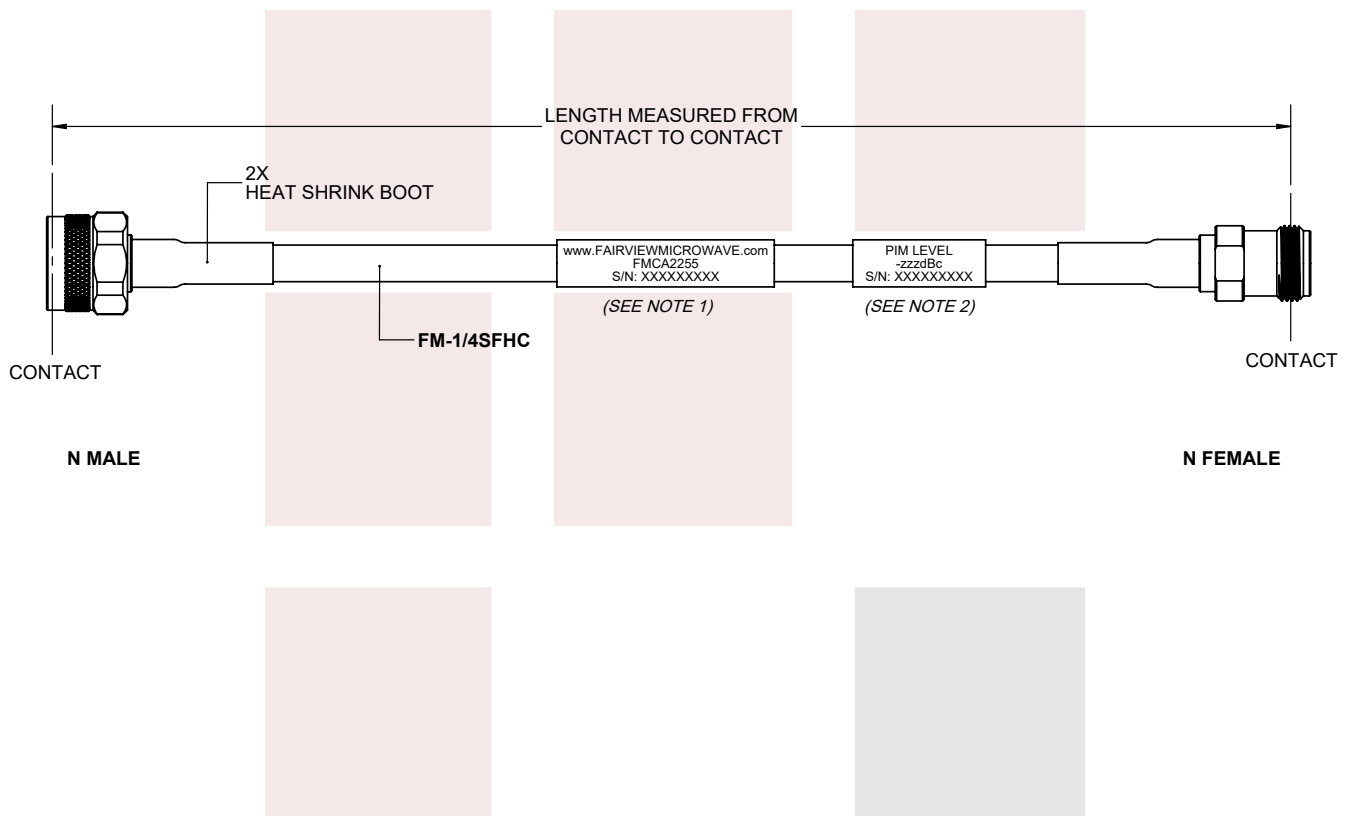 LENGTH MEASURED FROM
CONTACT TO CONTACT
2X
HEAT SHRINK BOOT
www.FAIRVIEWMICROWAVE.com
FMCA2255
S/N: XXXXXXXXX
PIM LEVEL
-zzzdBc
S/N: XXXXXXXXX
(SEE NOTE 1)
(SEE NOTE 2)
FM-1/4SFHC
CONTACT
CONTACT
N MALE
N FEMALE